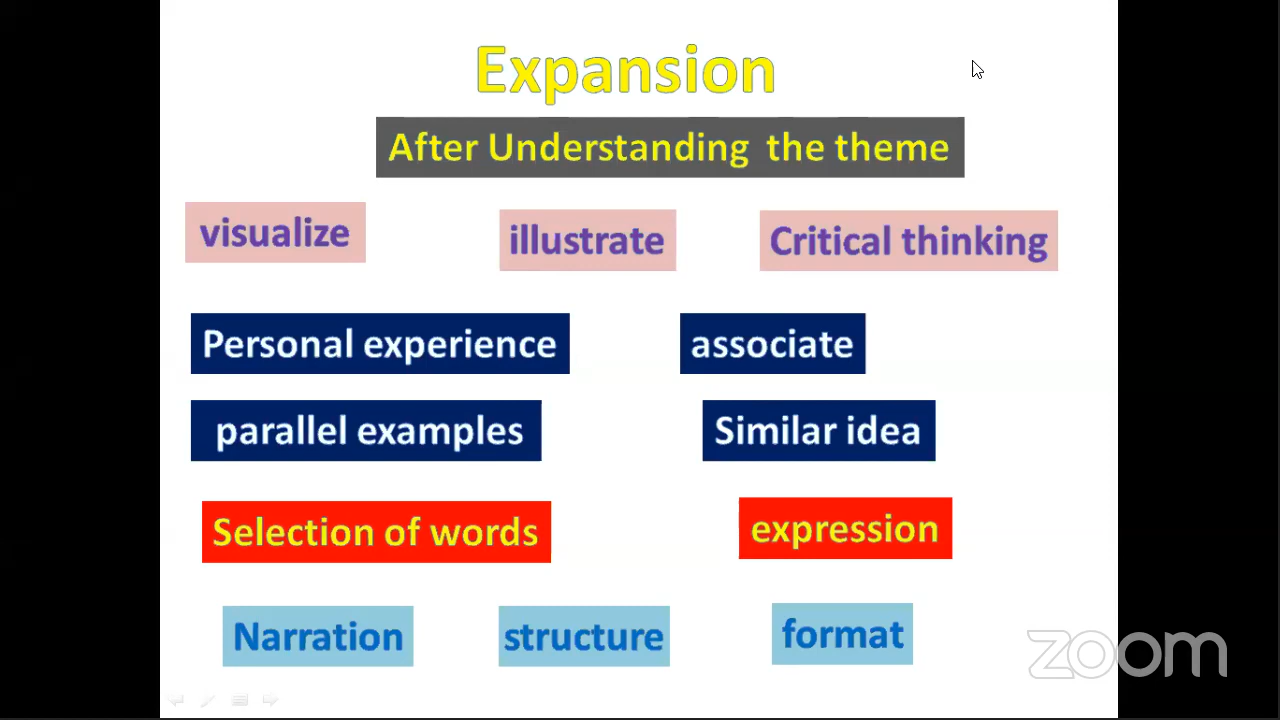 Expansion
After Understanding the theme
visualize illustrate Critical thinking
Personal experience associate
parallel examples Similar idea
Selection of words expression
Narration structure format
zoom